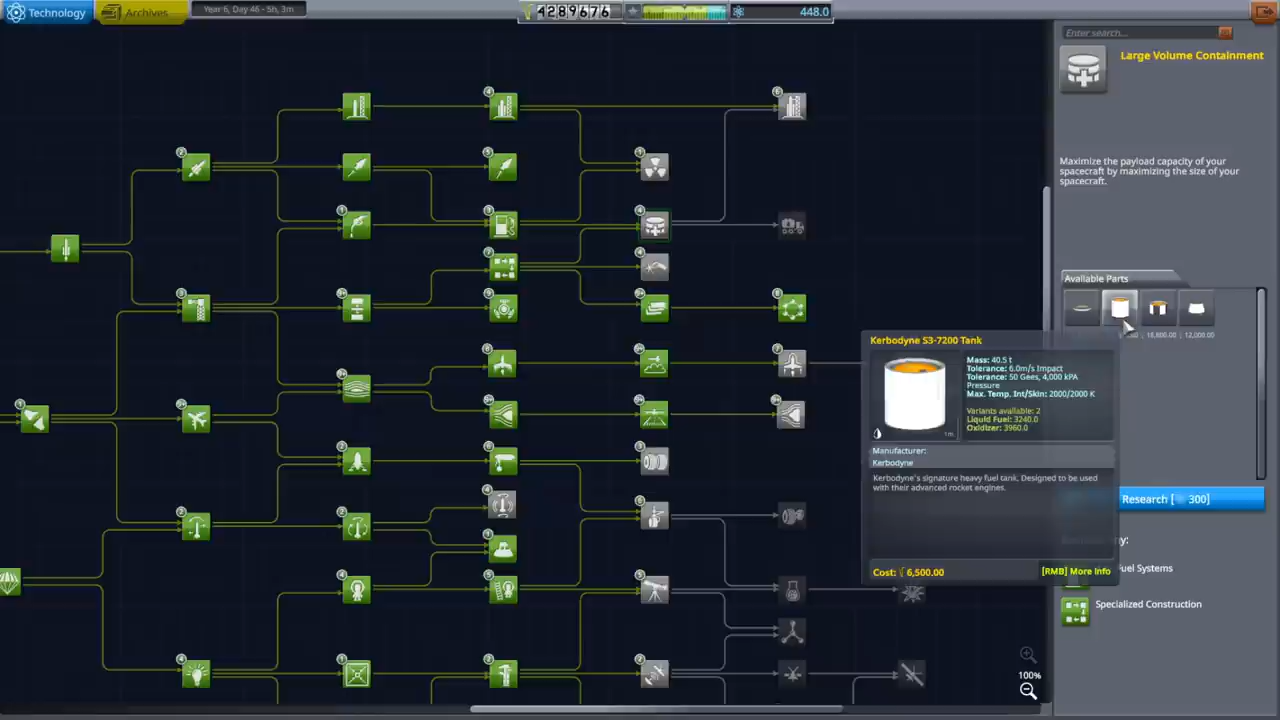 Technology
Archives
Year 6, Day 46 - 5h, 3m
4289676
448.0
Enter search...
Large Volume Containment
Maximize the payload capacity of your
spacecraft by maximizing the size of your
spacecraft.
Available Parts
18,800.00
12,000.00
Kerbodyne S3-7200 Tank
Mass: 40.5 t
Tolerance: 6.0m/s Impact
Tolerance: 50 Gees, 4,000 kPA
Pressure
Max. Temp, Int/Skin: 2000/2000 K
Variants available: 2
Liquid Fuel: 3240.0
Oxidizer: 3960.0
1m
Manufacturer:
Kerbodyne
Kerbodyne's signature heavy fuel tank. Designed to be used
with their advanced rocket engines.
Cost: 6,500.00
[RMB] More Info
Research [ 300]
Fuel Systems
Specialized Construction
100%